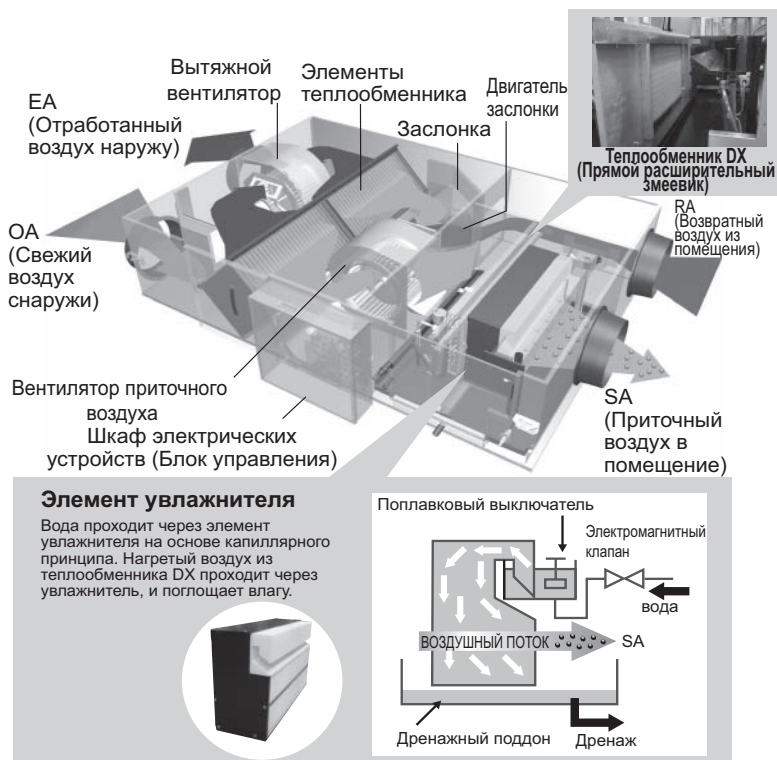 Вытяжной
вентилятор
Элементы
теплообменника
Двигатель
заслонки
Заслонка
EA
(Отработанный
воздух наружу)
Теплообменник DX
(Прямой расширительный
змеевик)
RA
(Возвратный
воздух из
помещения)
OA
(Свежий
воздух
снаружи)
Вентилятор приточного
воздуха
Шкаф электрических
устройств (Блок управления)
SA
(Приточный
воздух в
помещение)
Элемент увлажнителя
Вода проходит через элемент
увлажнителя на основе капиллярного
принципа. Нагретый воздух из
теплообменника DX проходит через
увлажнитель, и поглощает влагу.
Поплавковый выключатель
Электромагнитный
клапан
вода
ВОЗДУШНЫЙ ПОТОК
SA
Дренажный поддон
Дренаж